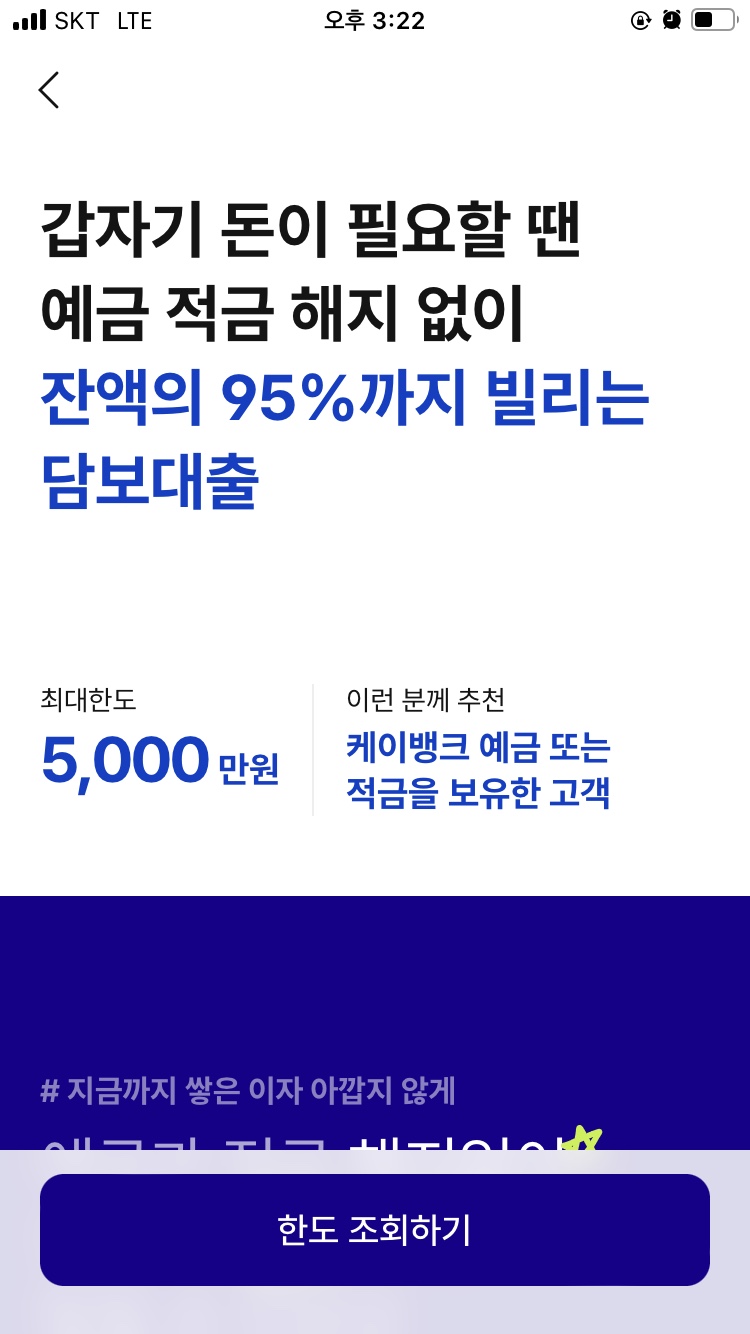 SKT LTE 오후 3:22
갑자기 돈이 필요할 땐
예금 적금 해지 없이
잔액의 95%까지 빌리는
담보대출
최대한도
5,000 만원
이런 분께 추천
케이뱅크 예금 또는
적금을 보유한 고객
# 지금까지 쌓은 이자 아깝지 않게
한도 조회하기